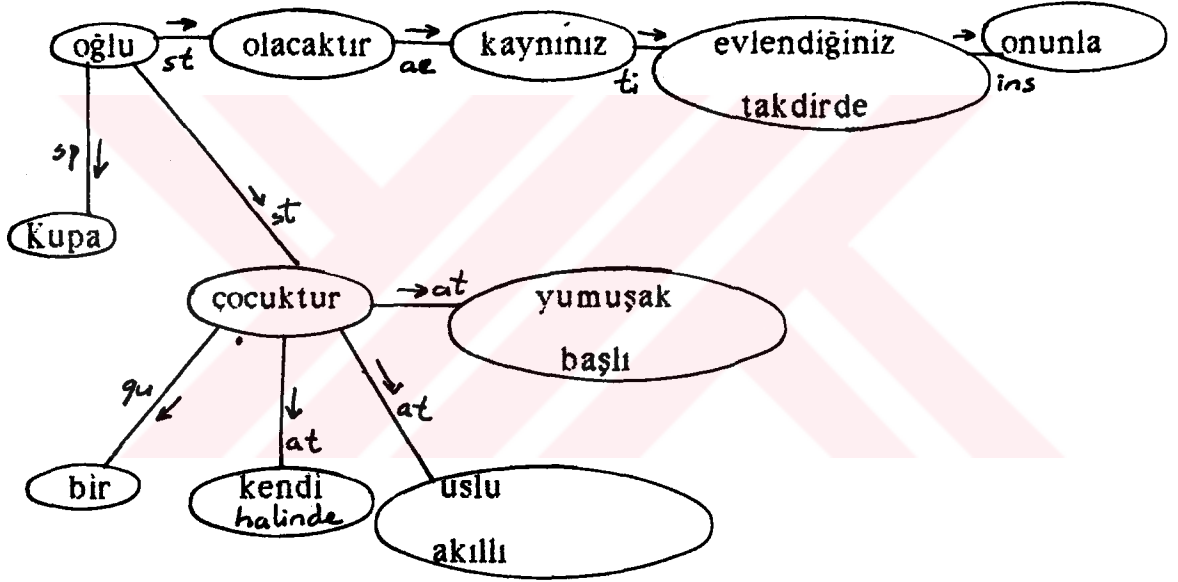 oğlu
st
olacaktır
ae
kayniniz
ti
evlendiğiniz
takdirde
ins
onunla
sp
Kupa
st
çocuktur
at
yumuşak
başlı
qu
bir
at
kendi
halinde
at
uslu
akıllı